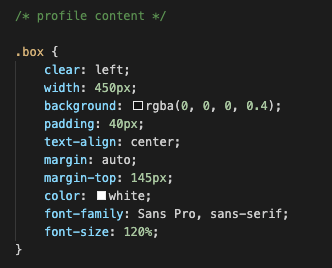 /* profile content */
.box {
clear: left;
width: 450px;
background: rgba(0, 0, 0, 0.4);
padding: 40px;
text-align: center;
margin: auto;
margin-top: 145px;
color: white;
font-family: Sans Pro, sans-serif;
font-size: 120%;
}